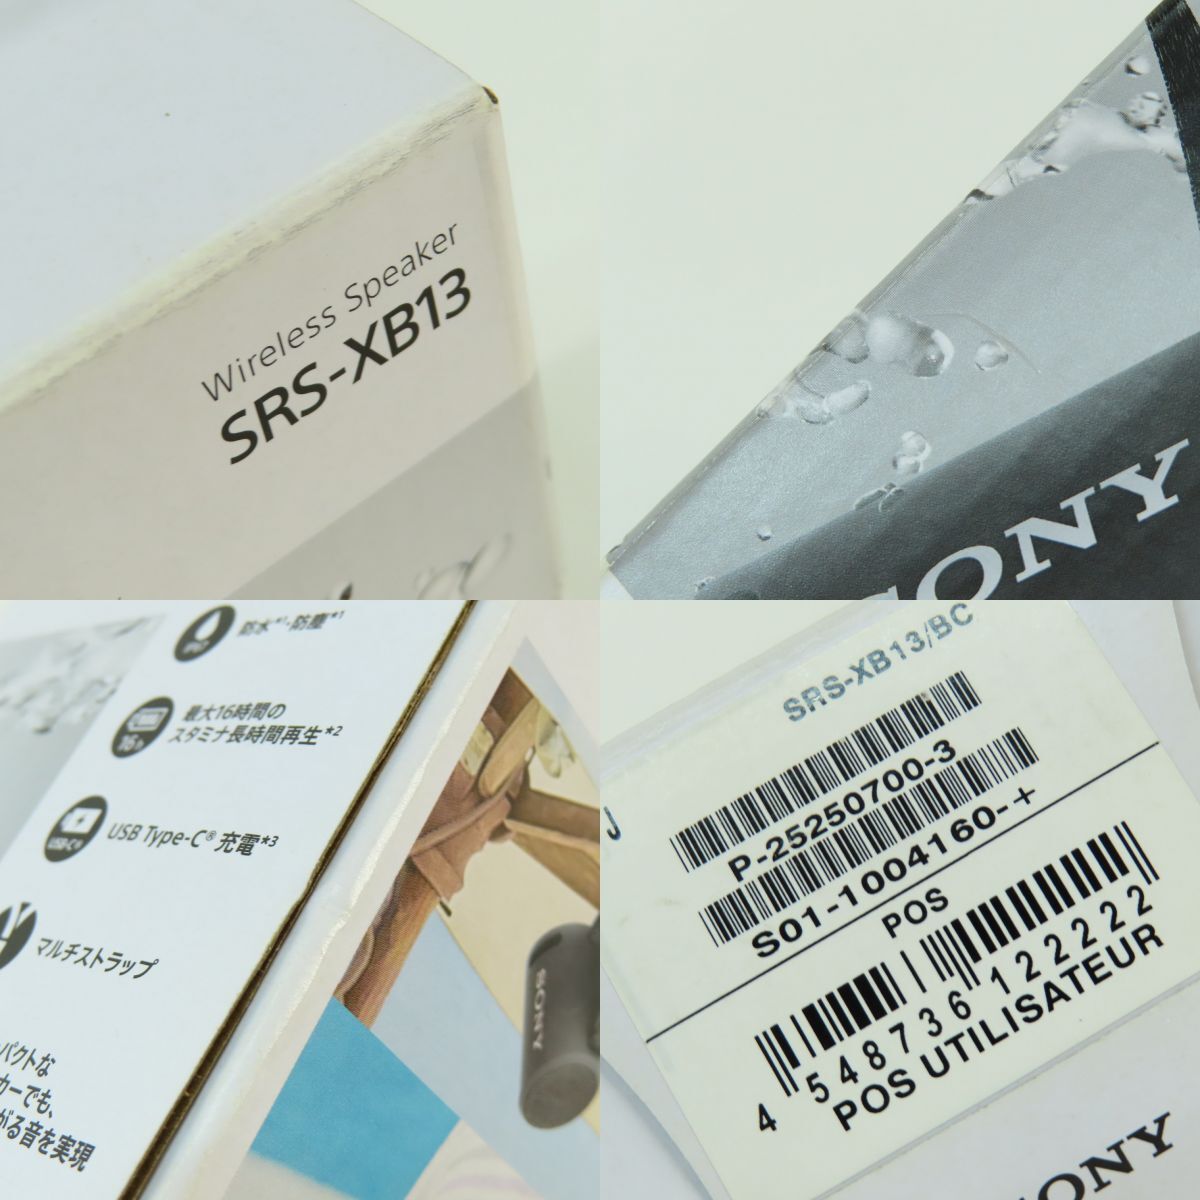 Wireless Speaker
SRS-XB13
SONY
防水*1・防塵*1
最大16時間の
スタミナ長時間再生*2
USB Type-C® 充電*3
マルチストラップ
パクトな
カーでも、
がる音を実現
SONY
SRS-XB13/BC
J
P-25250700-3
S01-1004160-+
POS
4 548736 122222
POS UTILISATEUR
SONY